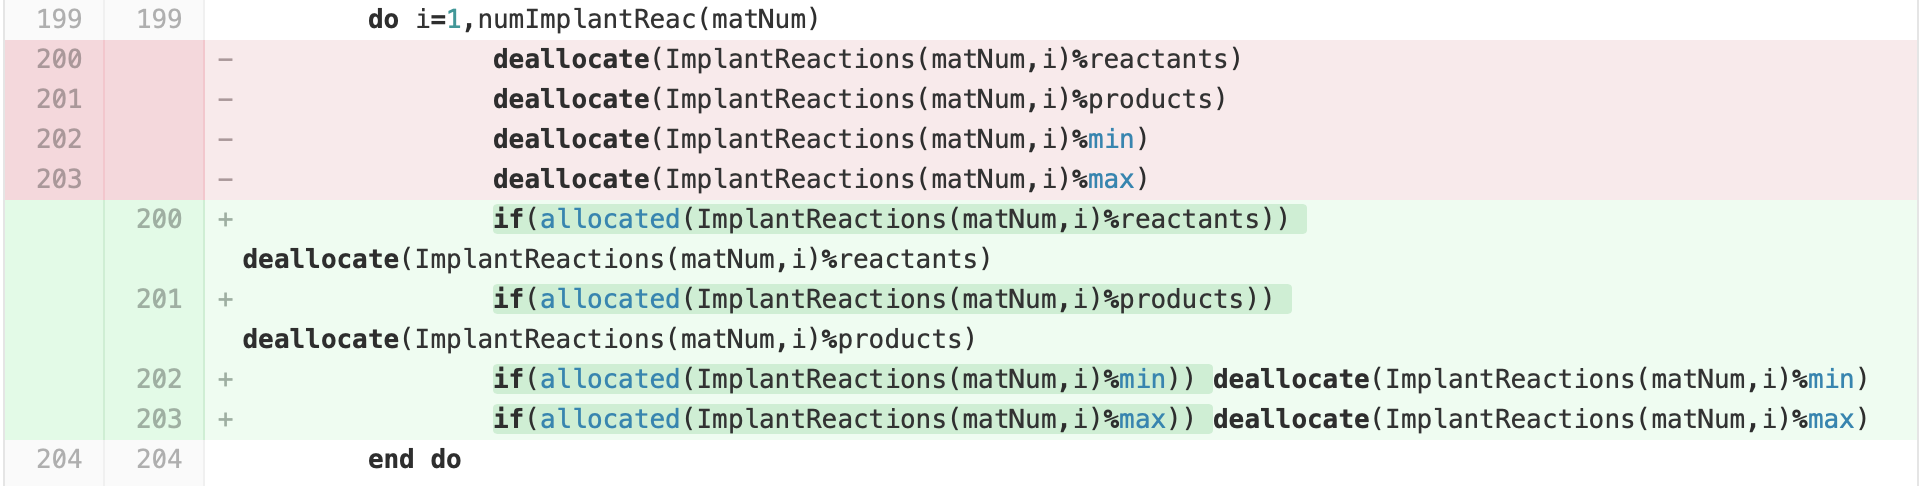 199 199 do i=1,numImplantReac(matNum)
200 - deallocate(ImplantReactions(matNum,i)%reactants)
201 - deallocate(ImplantReactions(matNum,i)%products)
202 - deallocate(ImplantReactions(matNum,i)%min)
203 - deallocate(ImplantReactions(matNum,i)%max)
200 + if(allocated(ImplantReactions(matNum,i)%reactants))
deallocate(ImplantReactions(matNum,i)%reactants)
201 + if(allocated(ImplantReactions(matNum,i)%products))
deallocate(ImplantReactions(matNum,i)%products)
202 + if(allocated(ImplantReactions(matNum,i)%min)) deallocate(ImplantReactions(matNum,i)%min)
203 + if(allocated(ImplantReactions(matNum,i)%max)) deallocate(ImplantReactions(matNum,i)%max)
204 204 end do